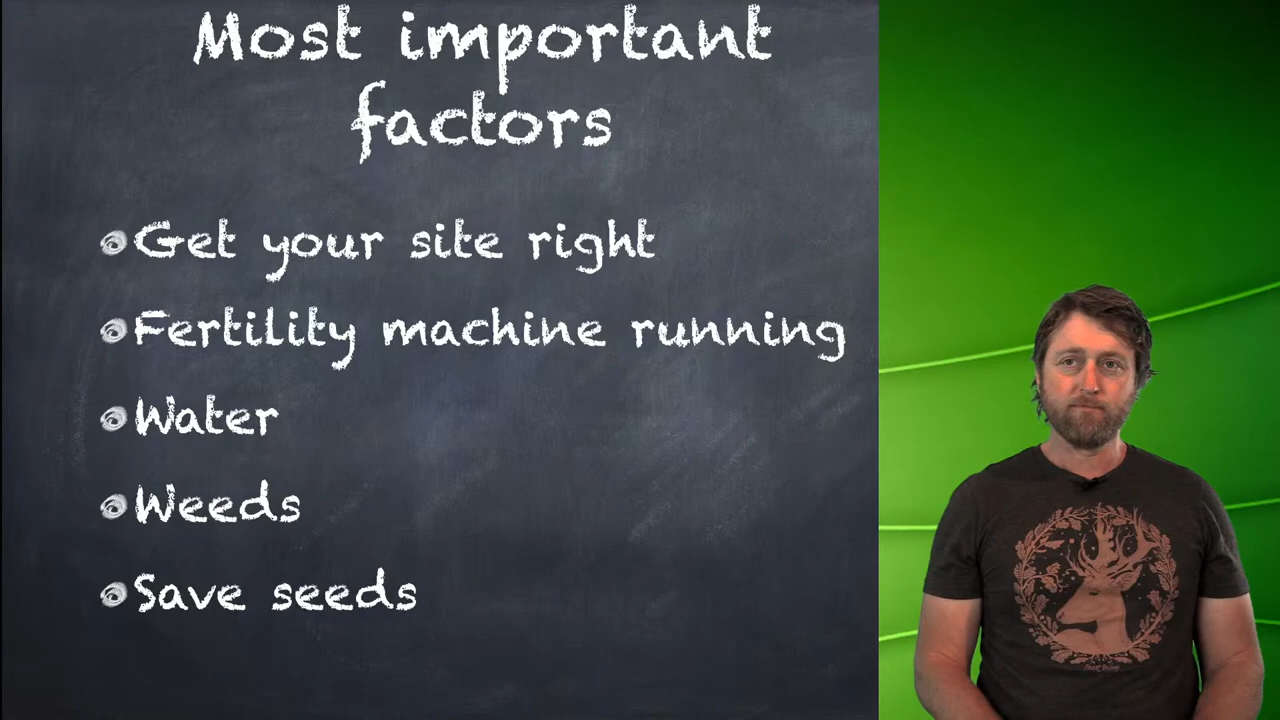 Most important
factors
Get your site right
Fertility machine running
Water
Weeds
Save seeds